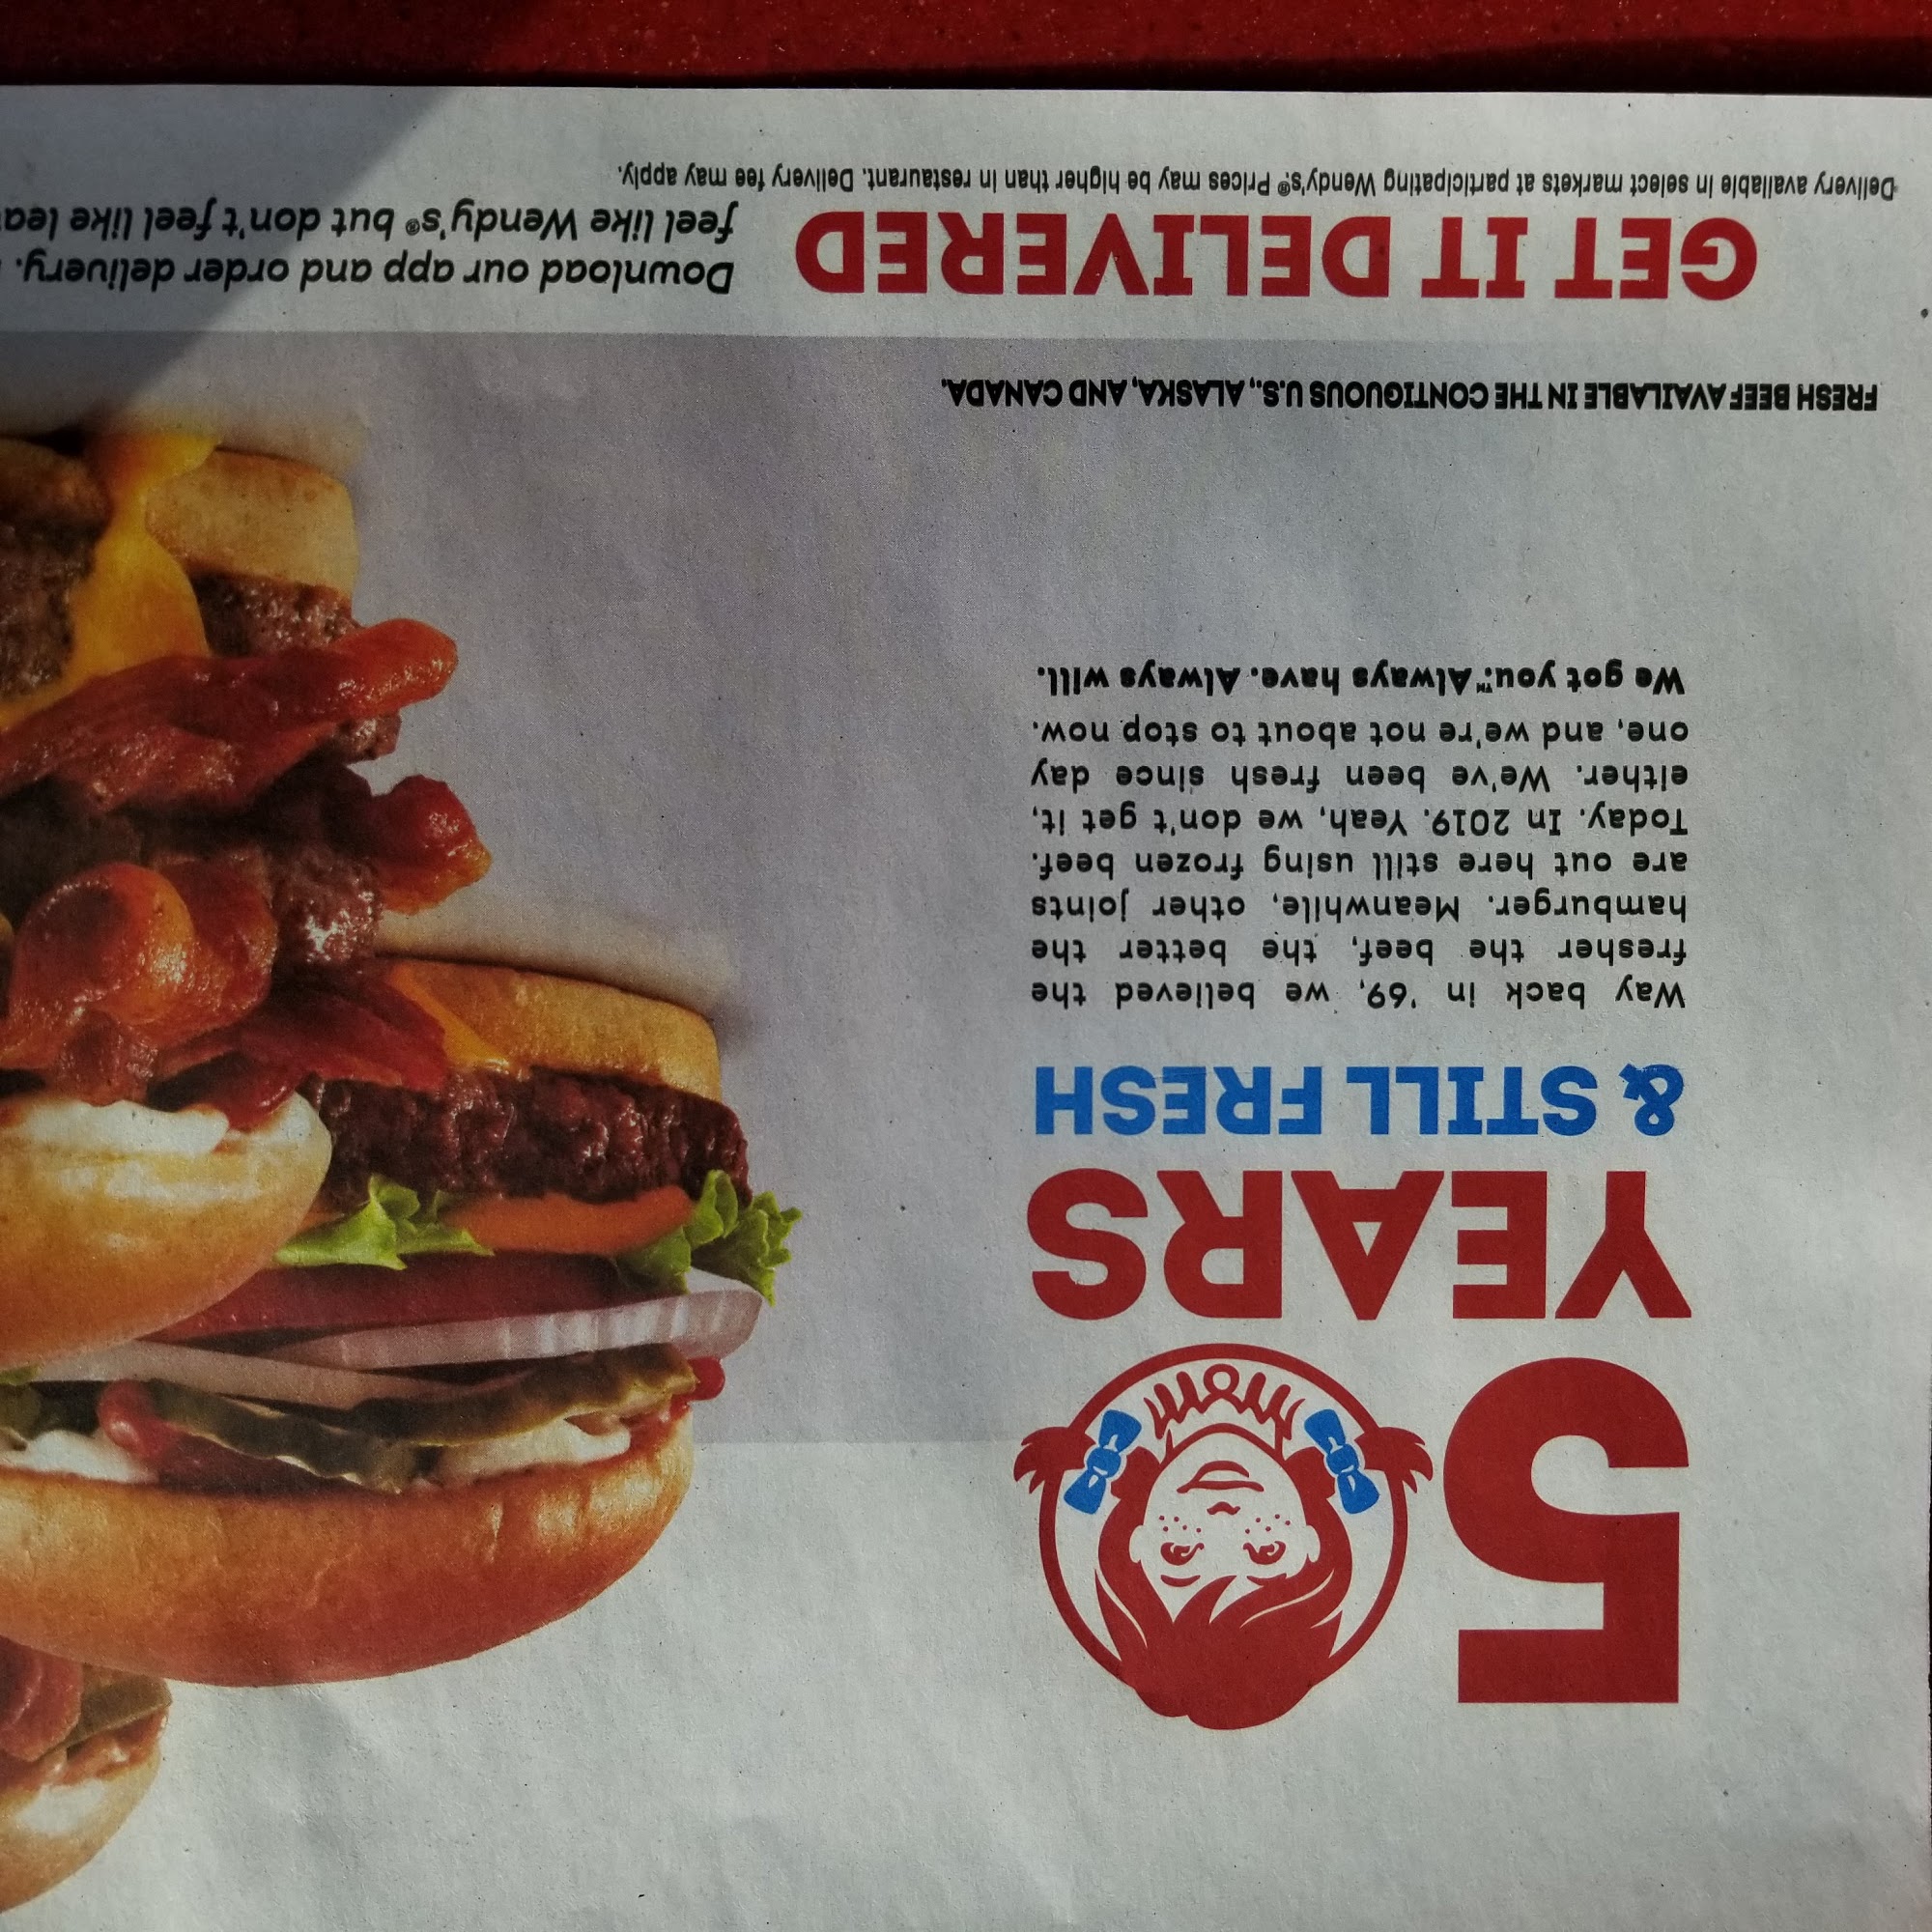 5
YEARS
& STILL FRESH
Way back in '69, we believed the
fresher the beef, the better the
hamburger. Meanwhile, other joints
are out here still using frozen beef.
Today. In 2019. Yeah, we don't get it,
either. We've been fresh since day
one, and we're not about to stop now.
We got you.™ Always have. Always will.
FRESH BEEF AVAILABLE IN THE CONTIGUOUS U.S., ALASKA, AND CANADA.
GET IT DELIVERED
Download our app and order delivery.
feel like Wendy's® but don't feel like
Delivery available in select markets at participating Wendy's®. Prices may be higher than in restaurant. Delivery fee may apply.